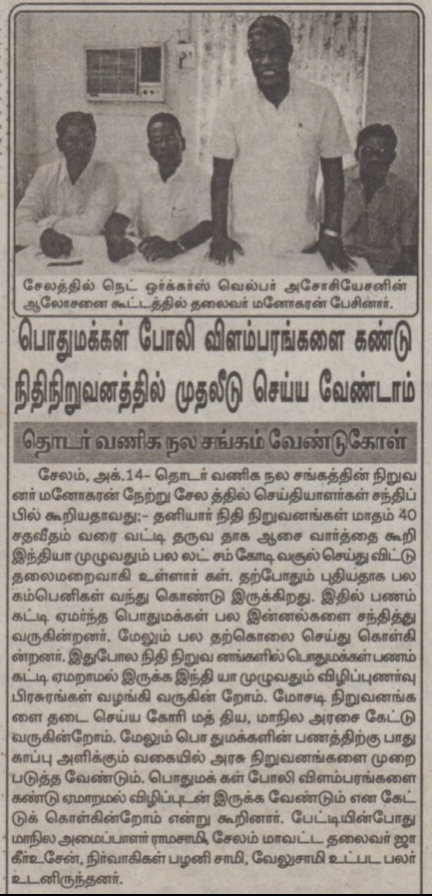 சேலத்தில் நெட் ஒர்க்கர்ஸ் வெல்பர் அசோசியேசனின்
ஆலோசனை கூட்டத்தில் தலைவர் மனோகரன் பேசினார்.
பொதுமக்கள் போலி விளம்பரங்களை கண்டு
நிதிநிறுவனத்தில் முதலீடு செய்ய வேண்டாம்
தொடர் வணிக நல சங்கம் வேண்டுகோள்
சேலம், அக்.14- தொடர் வணிக நல சங்கத்தின் நிறுவ
னர் மனோகரன் நேற்று சேல த்தில் செய்தியாளர்கள் சந்திப்
பில் கூறியதாவது;- தனியார் நிதி நிறுவனங்கள் மாதம் 40
சதவீதம் வரை வட்டி தருவ தாக ஆசை வார்த்தை கூறி
இந்தியா முழுவதும் பல லட் சம் கோடி வசூல் செய்து விட்டு
தலைமறைவாகி உள்ளார் கள். தற்போதும் புதியதாக பல
கம்பெனிகள் வந்து கொண்டு இருக்கிறது. இதில் பணம்
கட்டி ஏமார்ந்த பொதுமக்கள் பல இன்னல்களை சந்தித்து
வருகின்றனர். மேலும் பல தற்கொலை செய்து கொள்கி
ன்றனர். இதுபோல நிதி நிறுவ னங்களில் பொதுமக்கள் பணம்
கட்டி ஏமறாமல் இருக்க இந்தி யா முழுவதும் விழிப்புணர்வு
பிரசுரங்கள் வழங்கி வருகின் றோம். மோசடி நிறுவனங்க
ளை தடை செய்ய கோரி மத் திய, மாநில அரசை கேட்டு
வருகின்றோம். மேலும் பொ துமக்களின் பணத்திற்கு பாது
காப்பு அளிக்கும் வகையில் அரசு நிறுவனங்களை முறை
படுத்த வேண்டும். பொதுமக் கள் போலி விளம்பரங்களை
கண்டு ஏமாறமல் விழிப்புடன் இருக்க வேண்டும் என கேட்
டுக் கொள்கின்றோம் என்று கூறினார். பேட்டியின்போது
மாநில அமைப்பாளர் ராமசாமி, சேலம் மாவட்ட தலைவர் ஜா
கீர்உசேன், நிர்வாகிகள் பழனி சாமி, வேலுசாமி உட்பட பலர்
உடனிருந்தனர்.